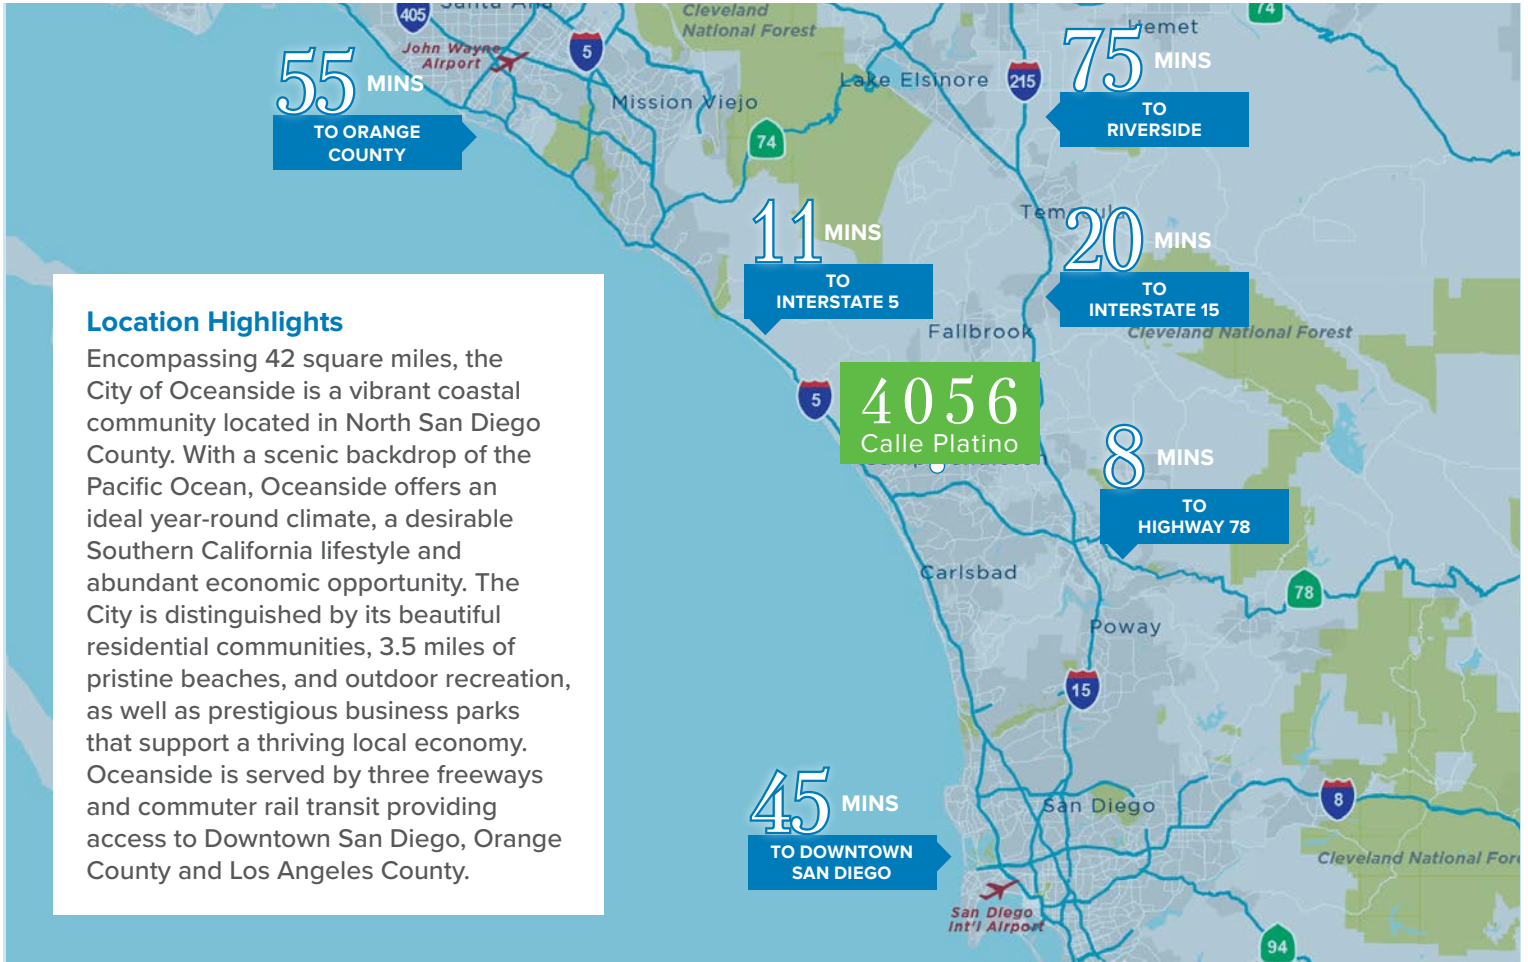 405
Santa Ana
Cleveland
National Forest
74
Hemet
John Wayne
Airport
5
55 MINS
TO ORANGE
COUNTY
Mission Viejo
Lake Elsinore
215
75 MINS
TO
RIVERSIDE
74
11 MINS
TO
INTERSTATE 5
20 MINS
TO
INTERSTATE 15
Fallbrook
Cleveland National Forest
Location Highlights
Encompassing 42 square miles, the
City of Oceanside is a vibrant coastal
community located in North San Diego
County. With a scenic backdrop of the
Pacific Ocean, Oceanside offers an
ideal year-round climate, a desirable
Southern California lifestyle and
abundant economic opportunity. The
City is distinguished by its beautiful
residential communities, 3.5 miles of
pristine beaches, and outdoor recreation,
as well as prestigious business parks
that support a thriving local economy.
Oceanside is served by three freeways
and commuter rail transit providing
access to Downtown San Diego, Orange
County and Los Angeles County.
5
4056
Calle Platino
8 MINS
TO
HIGHWAY 78
Carlsbad
78
Poway
15
45 MINS
TO DOWNTOWN
SAN DIEGO
San Diego
8
Cleveland National
San Diego
Int'l Airport
94